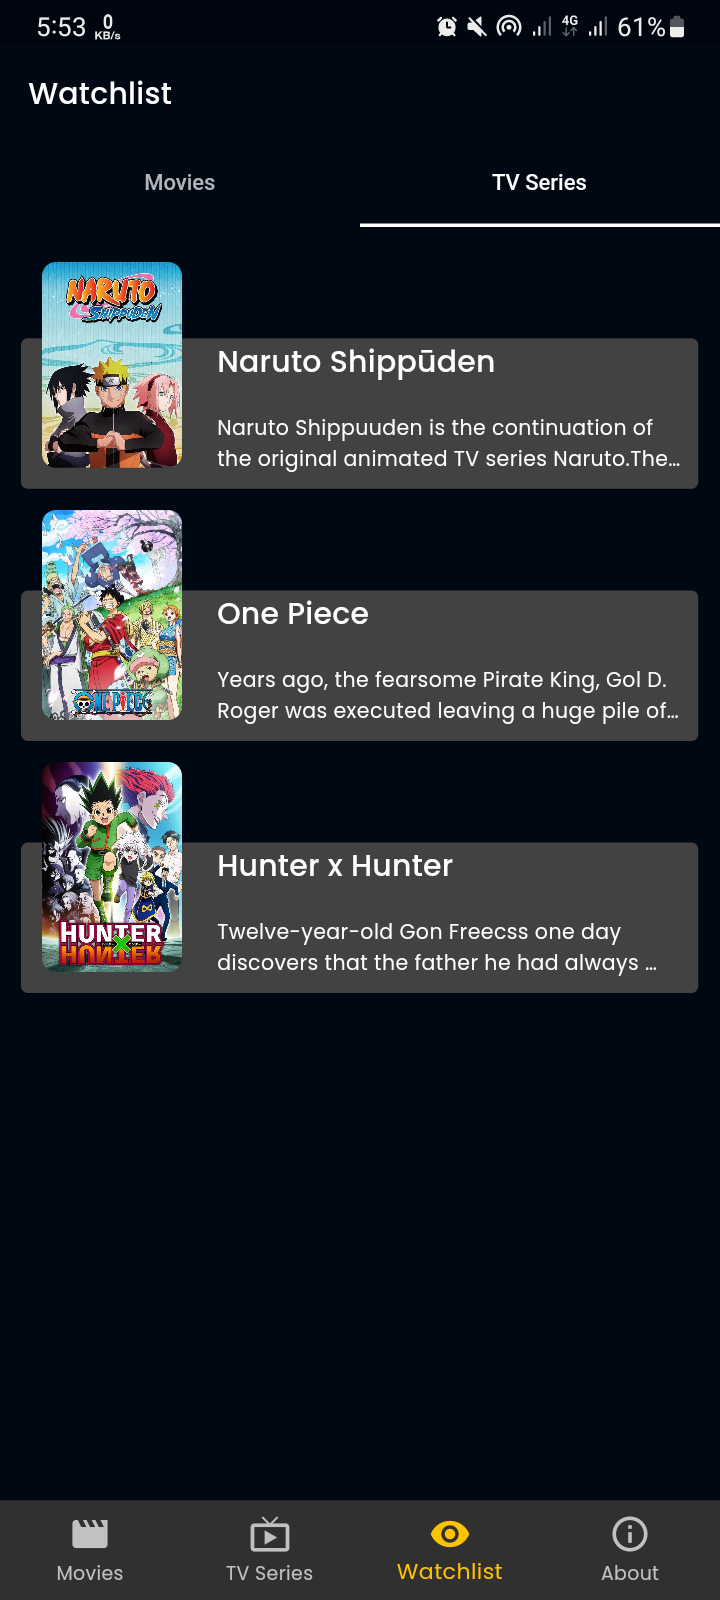 5:53 0 KB/s 4G 61%
Watchlist
Movies TV Series
NARUTO
SHIPPUDEN
Naruto Shippūden
Naruto Shippuuden is the continuation of
the original animated TV series Naruto.The...
ONE PIECE
One Piece
Years ago, the fearsome Pirate King, Gol D.
Roger was executed leaving a huge pile of...
HUNTER
X
HUNTER
Hunter x Hunter
Twelve-year-old Gon Freecss one day
discovers that the father he had always ...
Movies TV Series Watchlist About